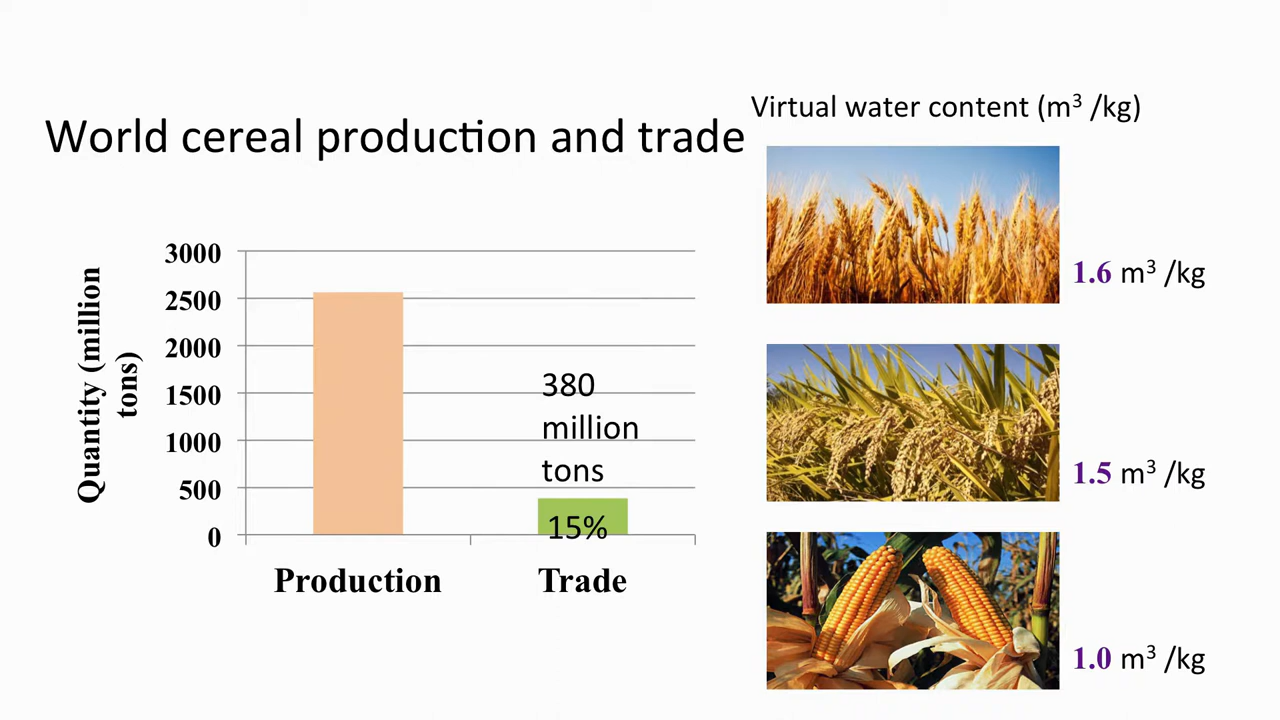 World cereal production and trade
Quantity (million
tons)
3000
2500
2000
1500
1000
500
0
380
million
tons
15%
Production
Trade
Virtual water content (m³ /kg)
1.6 m³ /kg
1.5 m³ /kg
1.0 m³ /kg